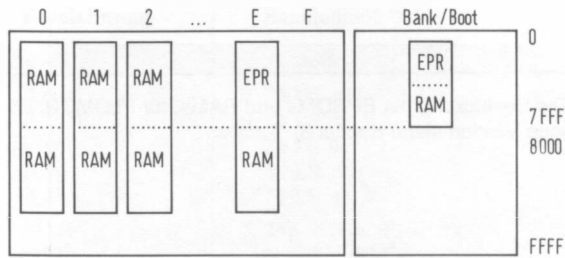 0 1 2 ... E F Bank/Boot
0
RAM RAM RAM EPR EPR
RAM
7FFF
8000
RAM RAM RAM RAM
FFFF